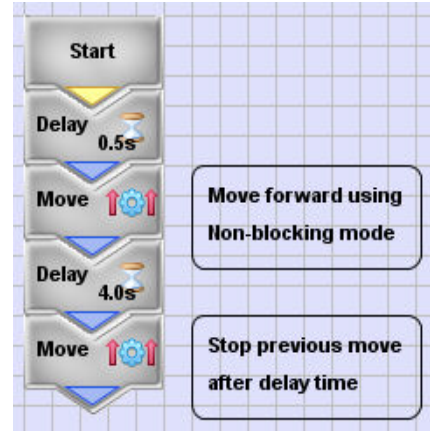 Start
Delay
0.5s
Move
Move forward using
Non-blocking mode
Delay
4.0s
Move
Stop previous move
after delay time